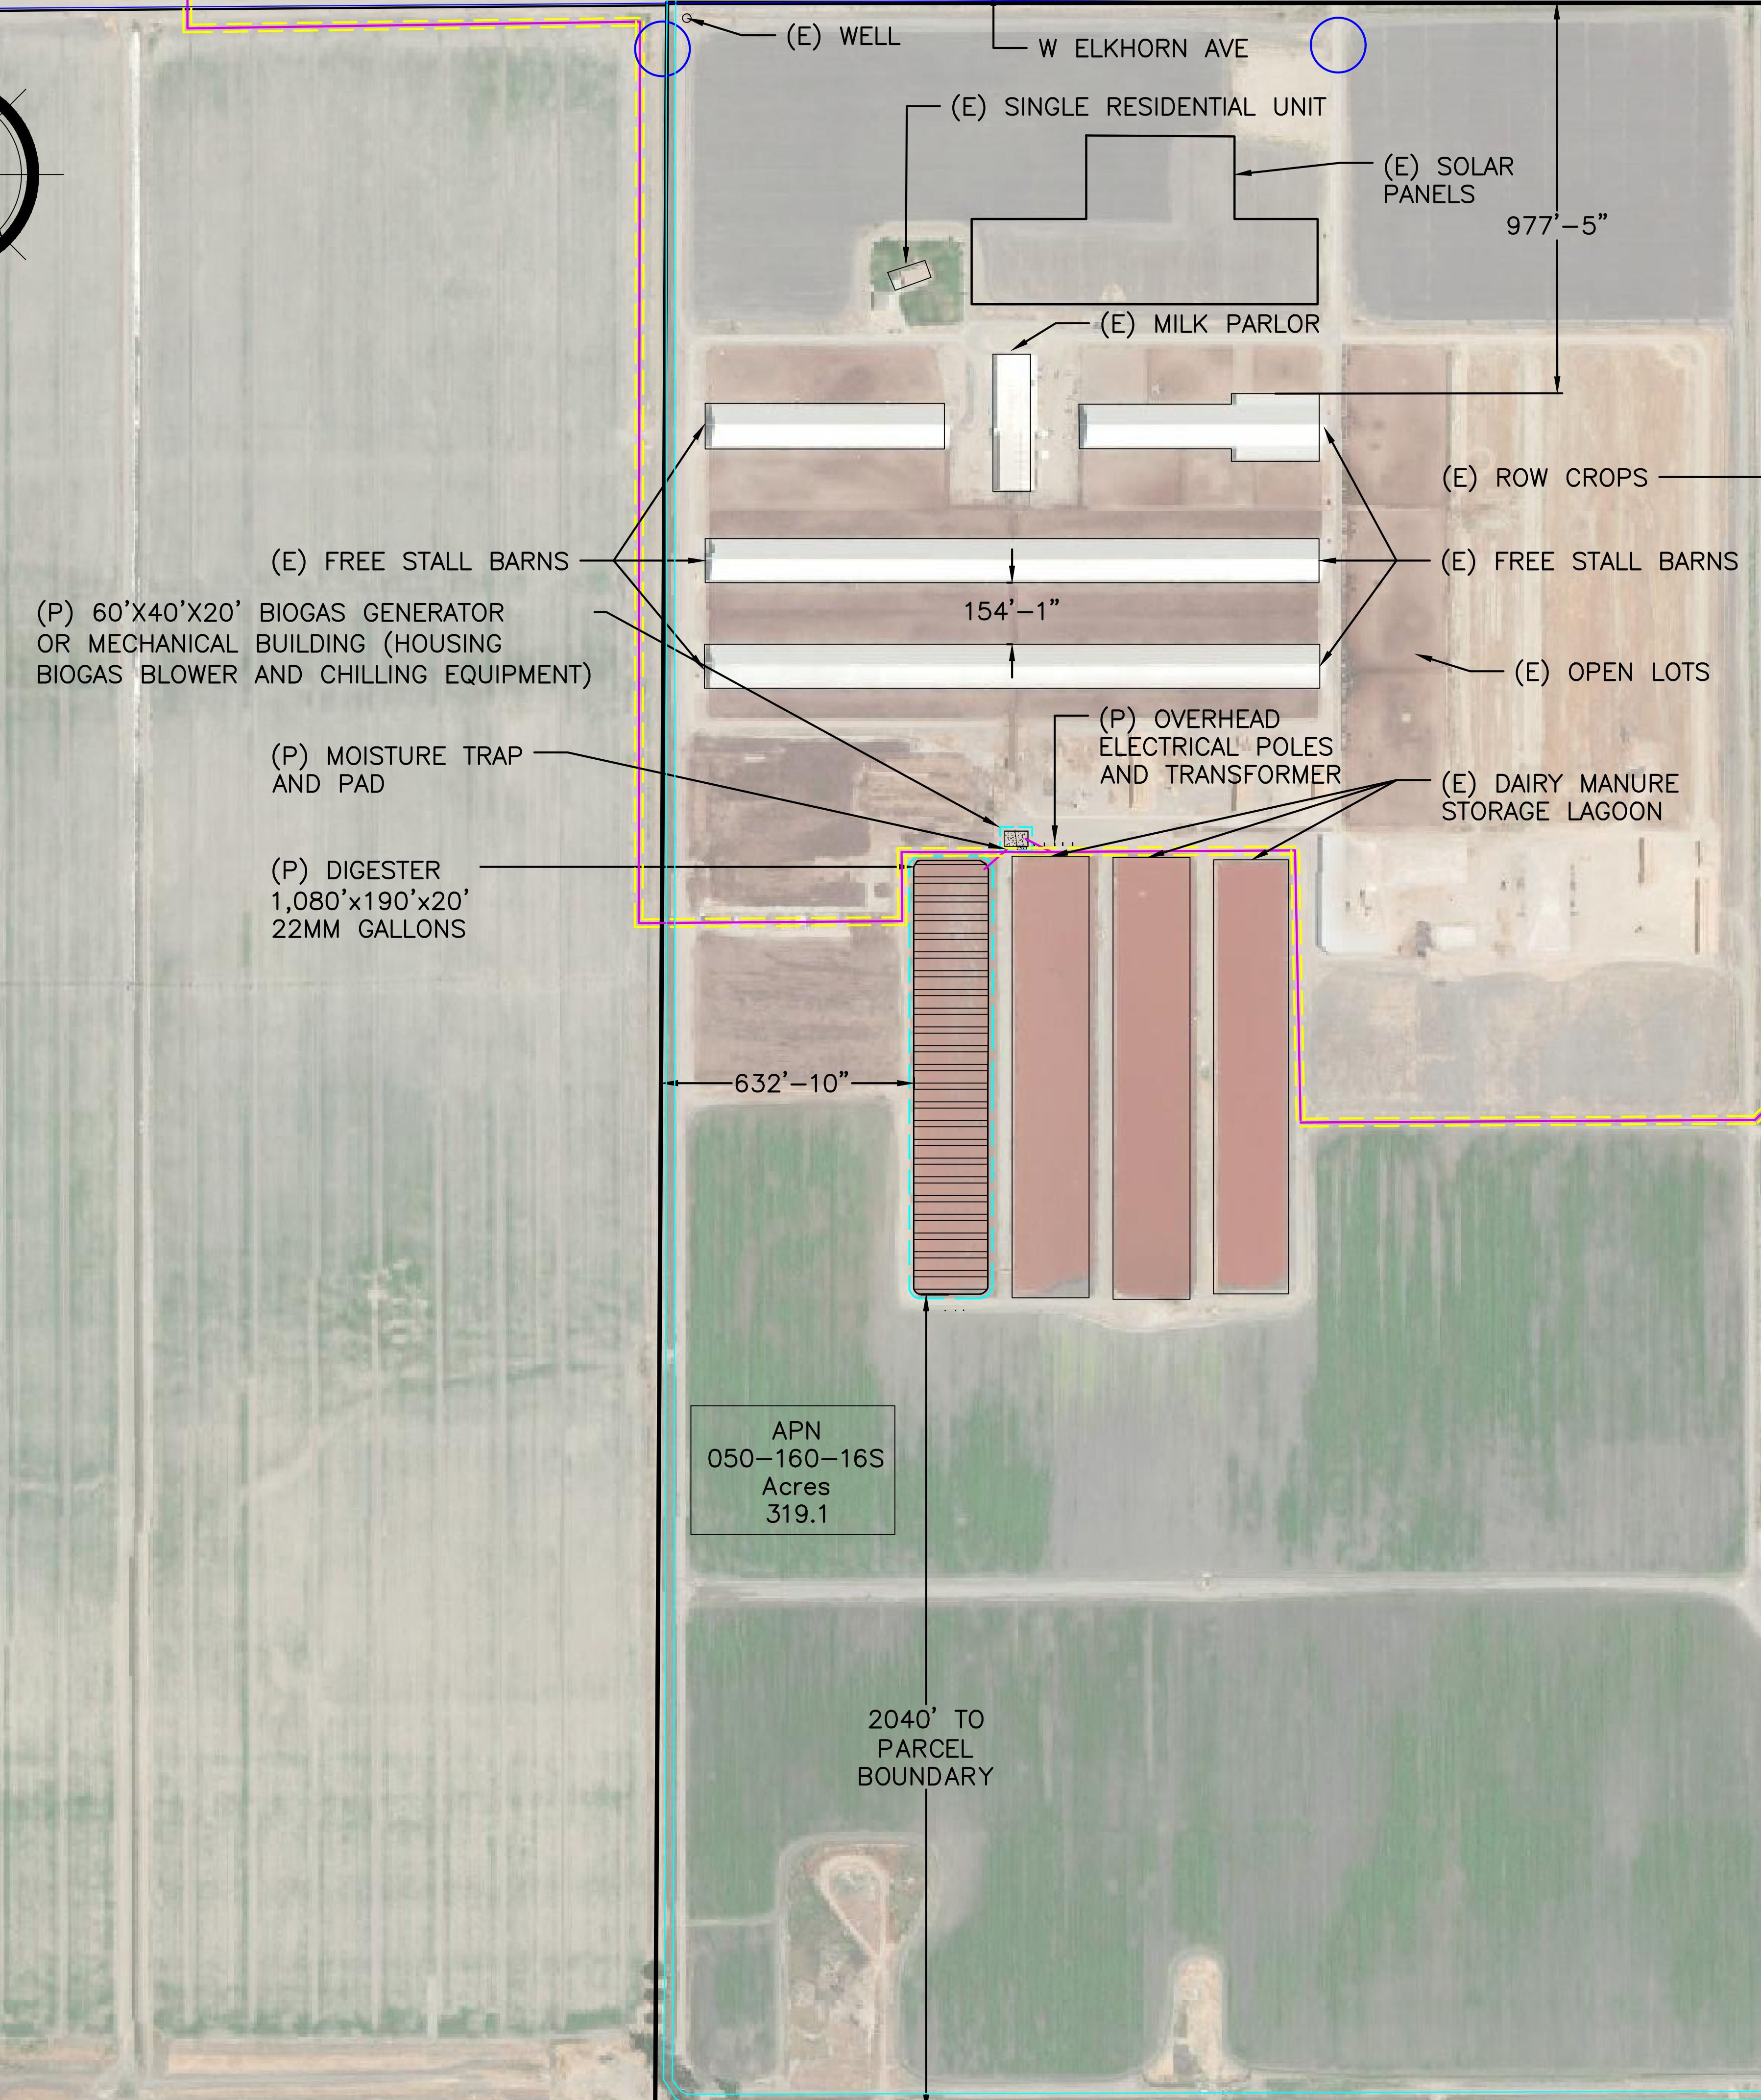 (E) WELL
W ELKHORN AVE
(E) SINGLE RESIDENTIAL UNIT
(E) SOLAR
PANELS
977'-5"
(E) MILK PARLOR
(E) ROW CROPS
(E) FREE STALL BARNS
(E) FREE STALL BARNS
(P) 60'X40'X20' BIOGAS GENERATOR
OR MECHANICAL BUILDING (HOUSING
BIOGAS BLOWER AND CHILLING EQUIPMENT)
154'-1"
(E) OPEN LOTS
(P) OVERHEAD
ELECTRICAL POLES
AND TRANSFORMER
(P) MOISTURE TRAP
AND PAD
(E) DAIRY MANURE
STORAGE LAGOON
(P) DIGESTER
1,080'x190'x20'
22MM GALLONS
632'-10"
APN
050-160-16S
Acres
319.1
2040' TO
PARCEL
BOUNDARY